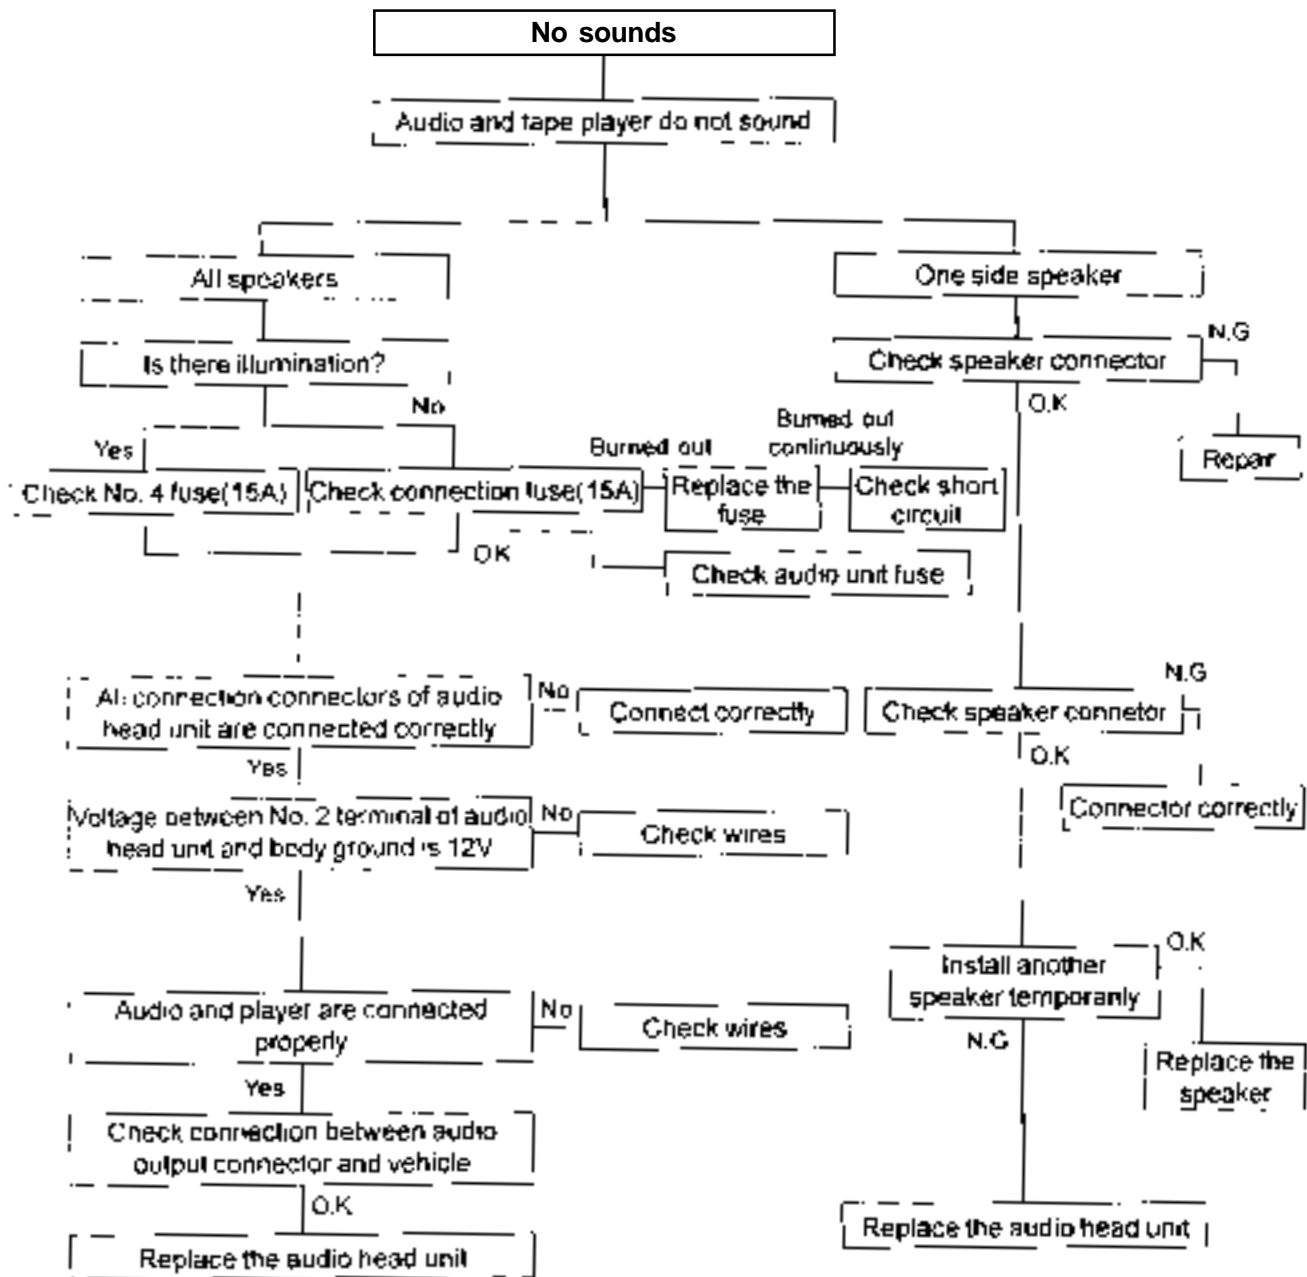 No sounds
Audio and tape player do not sound
All speakers
One side speaker
N.G
Is there illumination?
Check speaker connector
No
O.K
Burned out
Yes
Burned out
continuously
Repair
Check No. 4 fuse(15A)
Check connection fuse(15A)
Replace the
fuse
Check short
circuit
OK
Check audio unit fuse
N.G
All connection connectors of audio
head unit are connected correctly
No
Connect correctly
Check speaker connetor
Yes
O.K
Voltage between No. 2 terminal of audio
head unit and body ground is 12V
No
Check wires
Connector correctly
Yes
O.K
Install another
speaker temporarily
Audio and player are connected
properly
No
Check wires
N.G
Replace the
speaker
Yes
Check connection between audio
output connector and vehicle
O.K
Replace the audio head unit
Replace the audio head unit